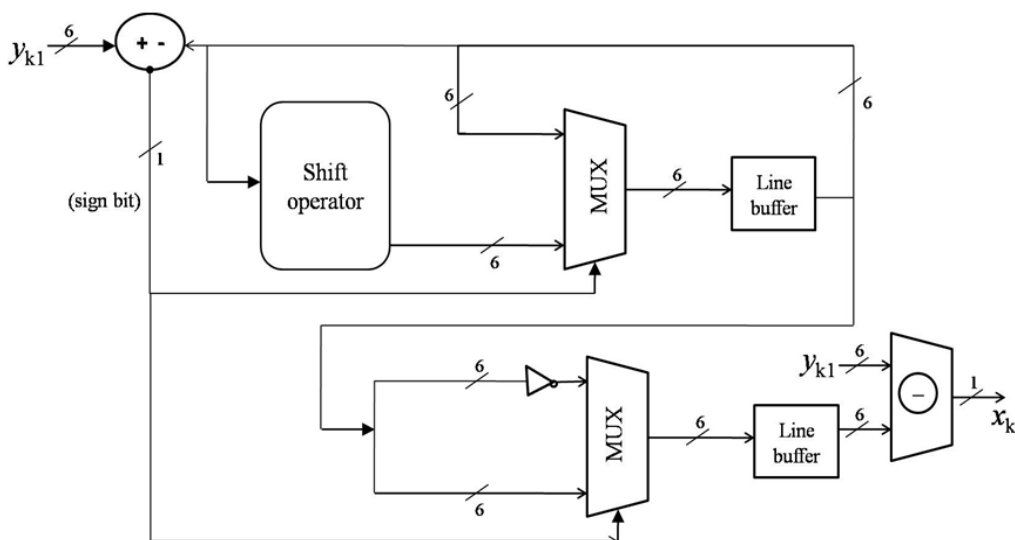 y_k1
6
+ -
6
6
1
(sign bit)
Shift
operator
MUX
6
Line
buffer
6
6
MUX
y_k1
6
–
1
x_k
6
Line
buffer
6
6